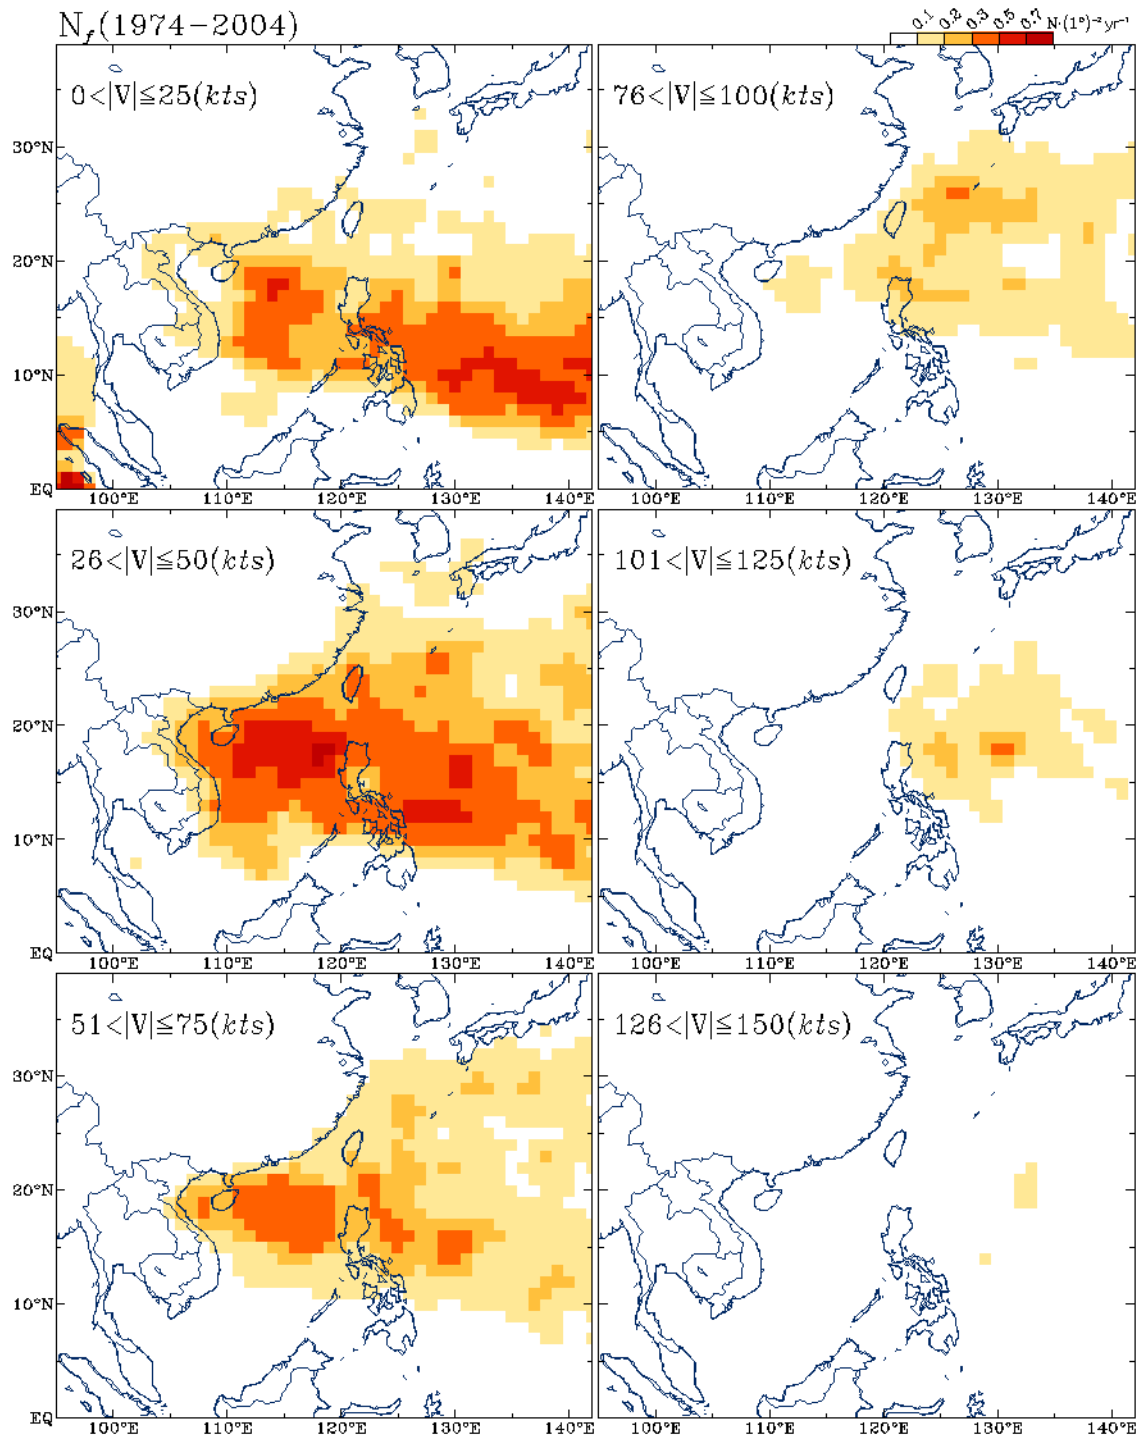 N_f(1974−2004)
0.1 0.2 0.3 0.5 0.7 N·(1°)⁻²yr⁻¹
0<|V|≦25(kts)
30°N
20°N
10°N
EQ
100°E 110°E 120°E 130°E 140°E
76<|V|≦100(kts)
100°E 110°E 120°E 130°E 140°E
26<|V|≦50(kts)
30°N
20°N
10°N
EQ
100°E 110°E 120°E 130°E 140°E
101<|V|≦125(kts)
100°E 110°E 120°E 130°E 140°E
51<|V|≦75(kts)
30°N
20°N
10°N
EQ
100°E 110°E 120°E 130°E 140°E
126<|V|≦150(kts)
100°E 110°E 120°E 130°E 140°E